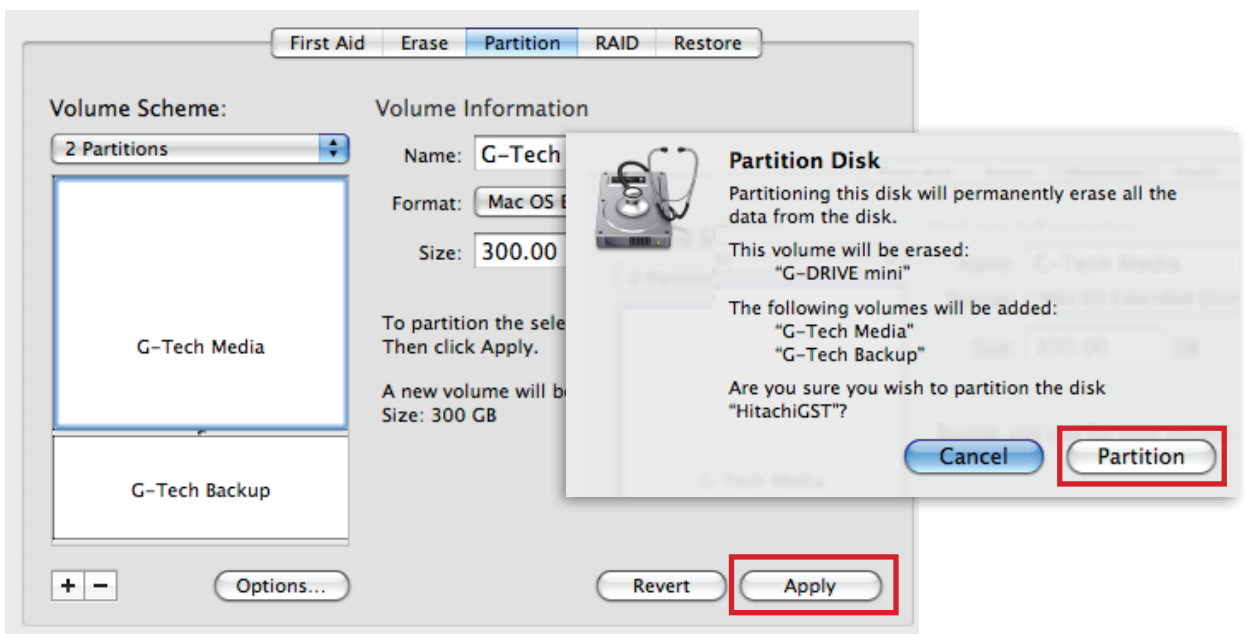 First Aid Erase Partition RAID Restore
Volume Scheme:
2 Partitions
G-Tech Media
G-Tech Backup
+ − Options...
Volume Information
Name: G-Tech
Format: Mac OS E
Size: 300.00
To partition the sele
Then click Apply.
A new volume will b
Size: 300 GB
Revert Apply
Partition Disk
Partitioning this disk will permanently erase all the
data from the disk.
This volume will be erased:
“G-DRIVE mini”
The following volumes will be added:
“G-Tech Media”
“G-Tech Backup”
Are you sure you wish to partition the disk
“HitachiGST”?
Cancel Partition